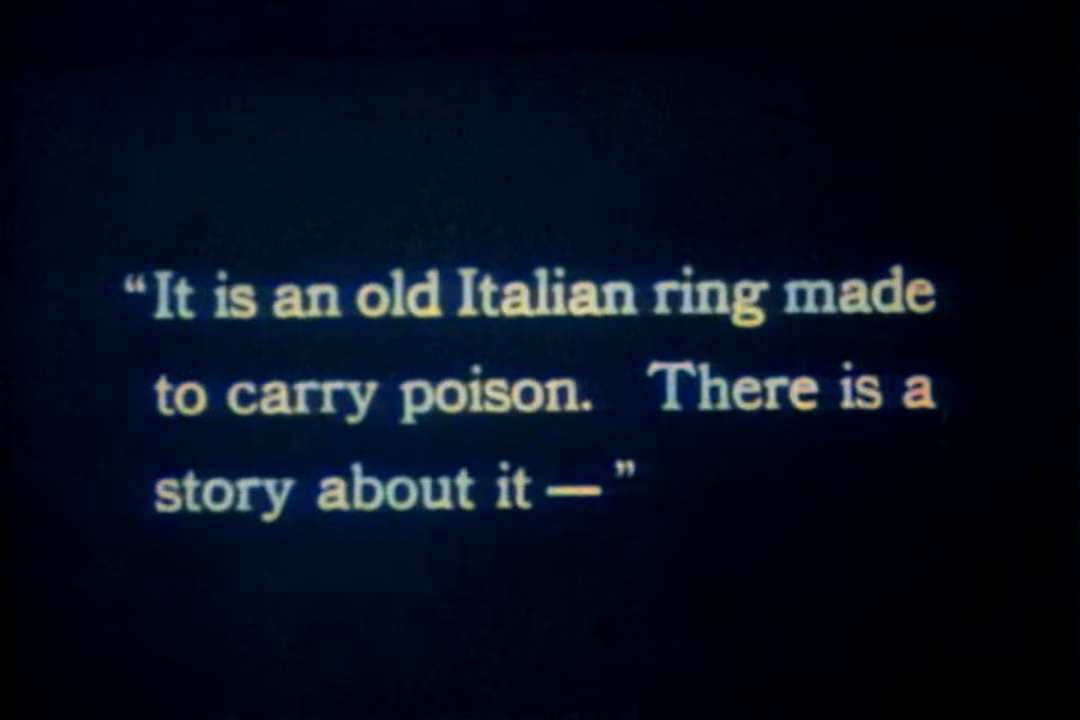 “It is an old Italian ring made
to carry poison. There is a
story about it — ”